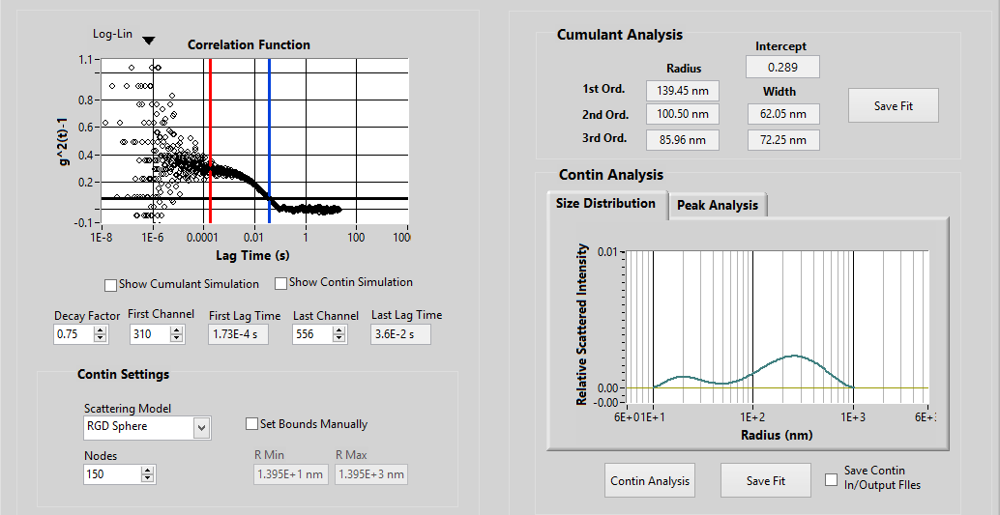 Log-Lin
Correlation Function
g^2(t)-1
1.1
0.8
0.6
0.4
0.2
-0.1
1E-8 1E-6 0.0001 0.01 1 100 100
Lag Time (s)
Show Cumulant Simulation Show Contin Simulation
Decay Factor First Channel First Lag Time Last Channel Last Lag Time
0.75 310 1.73E-4 s 556 3.6E-2 s
Contin Settings
Scattering Model
RGD Sphere
Set Bounds Manually
Nodes R Min R Max
150 1.395E+1 nm 1.395E+3 nm
Cumulant Analysis
Intercept
0.289
Radius
Width
1st Ord. 139.45 nm
2nd Ord. 100.50 nm 62.05 nm
3rd Ord. 85.96 nm 72.25 nm
Save Fit
Contin Analysis
Size Distribution Peak Analysis
Relative Scattered Intensity
0.01
0.00
-0.00
6E+01E+1 1E+2 1E+3 6E+:
Radius (nm)
Contin Analysis Save Fit
Save Contin
In/Output FIles